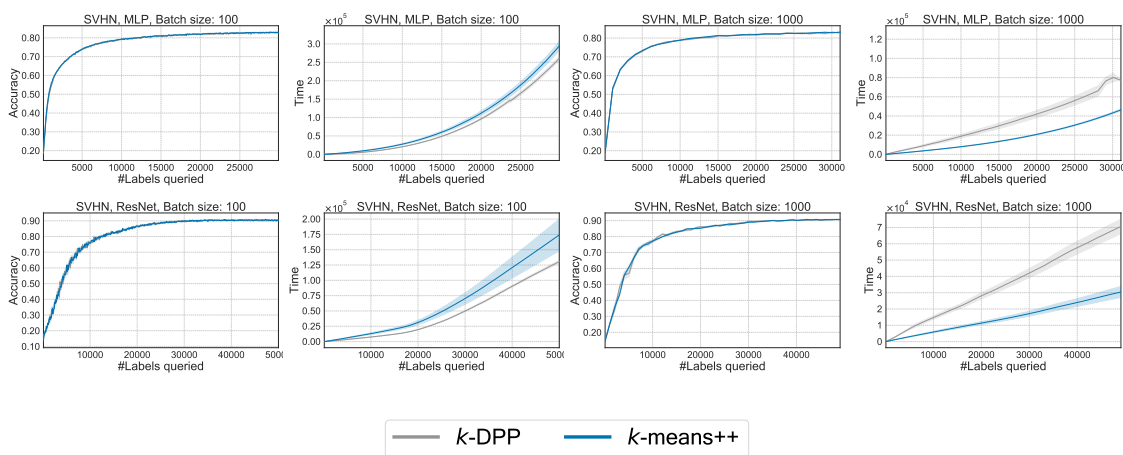 SVHN, MLP, Batch size: 100
0.80
0.70
0.60
0.50
0.40
0.30
0.20
Accuracy
5000 10000 15000 20000 25000
#Labels queried
SVHN, MLP, Batch size: 100
×10⁵
3.0
2.5
2.0
1.5
1.0
0.5
0.0
Time
5000 10000 15000 20000 25000
#Labels queried
SVHN, MLP, Batch size: 1000
0.80
0.70
0.60
0.50
0.40
0.30
0.20
Accuracy
5000 10000 15000 20000 25000 30000
#Labels queried
SVHN, MLP, Batch size: 1000
×10⁵
1.2
1.0
0.8
0.6
0.4
0.2
0.0
Time
5000 10000 15000 20000 25000 3000
#Labels queried
SVHN, ResNet, Batch size: 100
0.90
0.80
0.70
0.60
0.50
0.40
0.30
0.20
0.10
Accuracy
10000 20000 30000 40000 500
#Labels queried
SVHN, ResNet, Batch size: 100
×10⁵
2.00
1.75
1.50
1.25
1.00
0.75
0.50
0.25
0.00
Time
10000 20000 30000 40000 5000
#Labels queried
SVHN, ResNet, Batch size: 1000
0.90
0.80
0.70
0.60
0.50
0.40
0.30
0.20
Accuracy
10000 20000 30000 40000
#Labels queried
SVHN, ResNet, Batch size: 1000
×10⁴
7
6
5
4
3
2
1
0
Time
10000 20000 30000 40000
#Labels queried
k-DPP k-means++